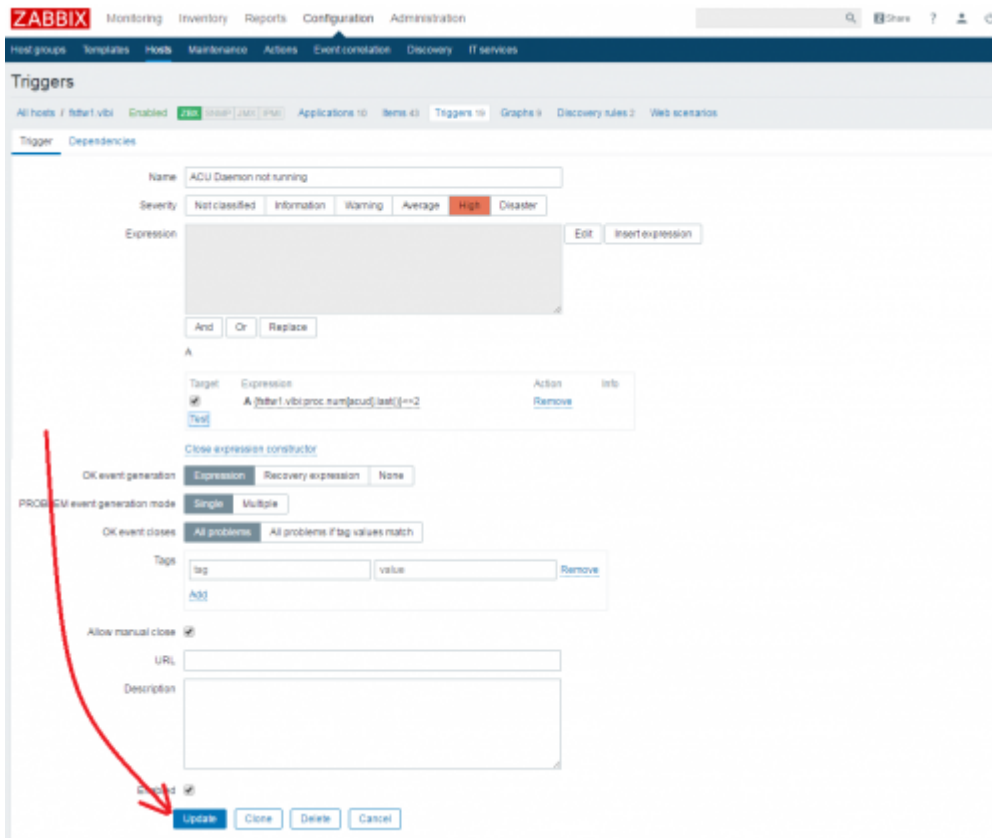 ZABBIX Monitoring Inventory Reports Configuration Administration Share ?
Host groups Templates Hosts Maintenance Actions Event correlation Discovery IT services
Triggers
All hosts / Enabled ZBX SNMP JMX IPMI Applications 10 Items 43 Triggers 19 Graphs 9 Discovery rules 2 Web scenarios
Trigger Dependencies
Name ACU Daemon not running
Severity Not classified Information Warning Average High Disaster
Expression Edit Insert expression
And Or Replace
A
Target Expression Action Info
A Remove
Test
Close expression constructor
OK event generation Expression Recovery expression None
PROBLEM event generation mode Single Multiple
OK event closes All problems All problems if tag values match
Tags tag value Remove
Add
Allow manual close
URL
Description
Enabled
Update Clone Delete Cancel